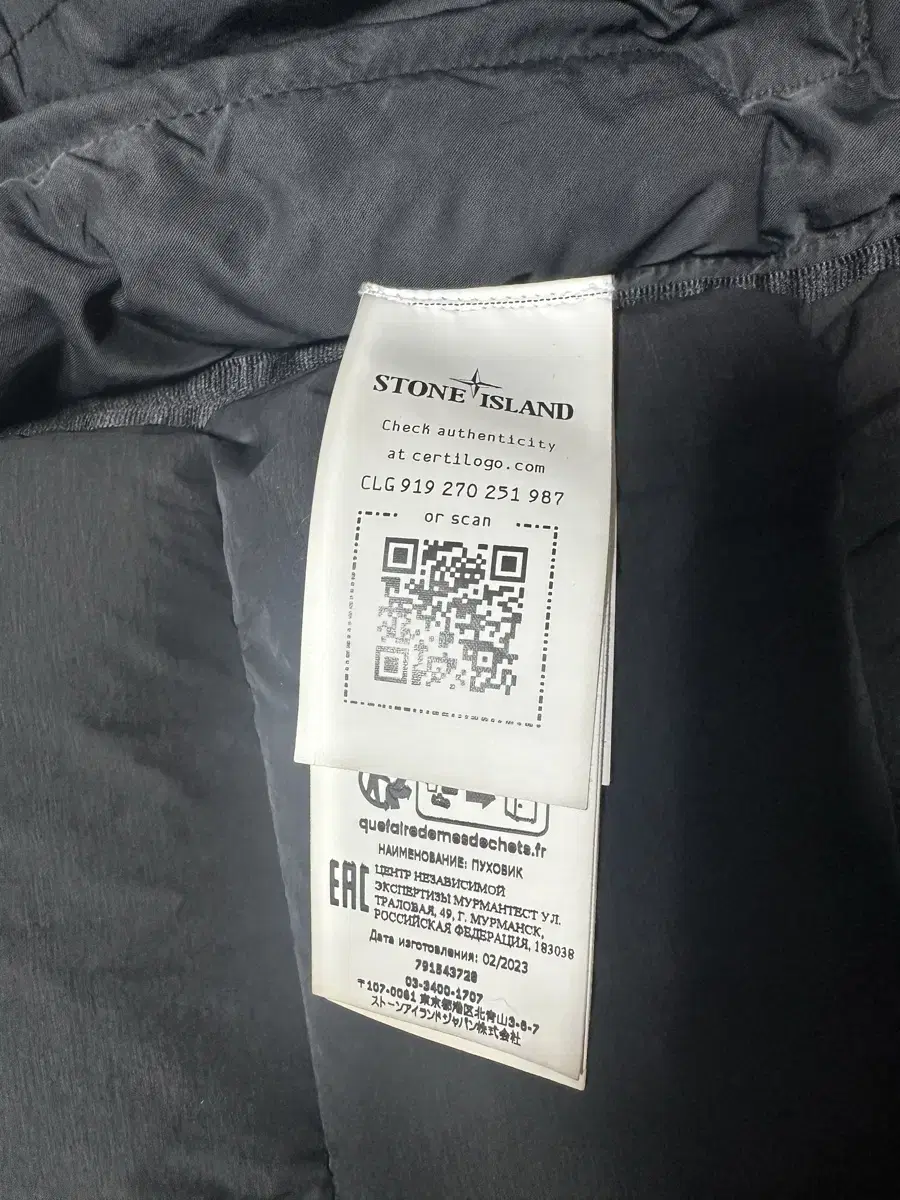 STONE ISLAND
Check authenticity
at certilogo.com
CLG 919 270 251 987
or scan
quefairedemesdechets.fr
НАИМЕНОВАНИЕ: ПУХОВИК
EAC
ЦЕНТР НЕЗАВИСИМОЙ
ЭКСПЕРТИЗЫ МУРМАНТЕСТ УЛ.
ТРАЛОВАЯ, 49, Г. МУРМАНСК,
РОССИЙСКАЯ ФЕДЕРАЦИЯ, 183038
Дата изготовления: 02/2023
791543728
03-3400-1707
〒107-0061 東京都港区北青山3-6-7
ストーンアイランドジャパン株式会社